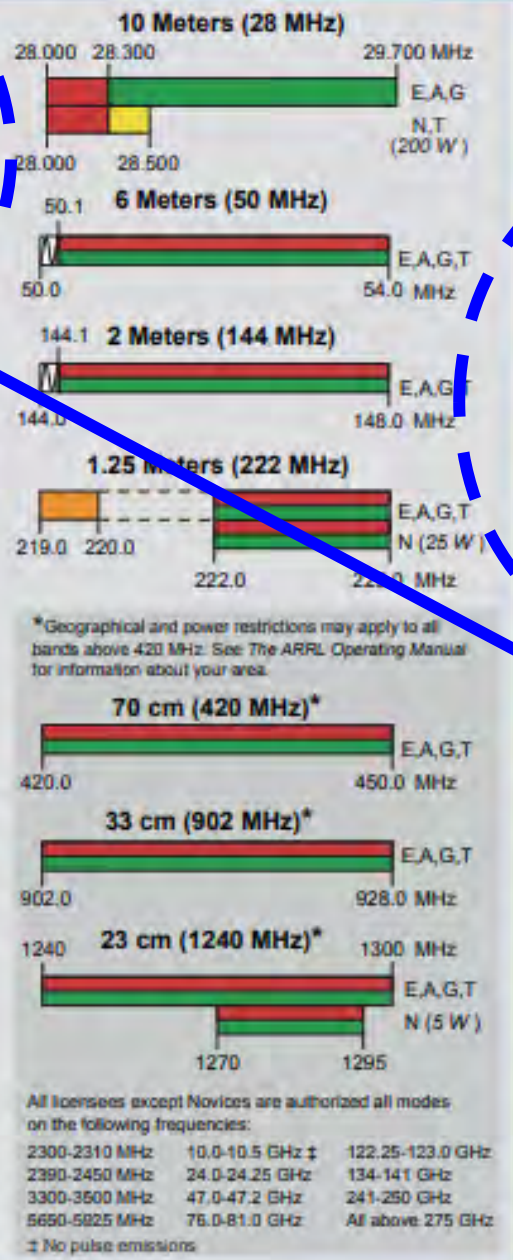 10 Meters (28 MHz)
28.000 28.300 29.700 MHz
E,A,G
N,T
(200 W)
28.000 28.500
50.1 6 Meters (50 MHz)
E,A,G,T
50.0 54.0 MHz
144.1 2 Meters (144 MHz)
E,A,G,T
144.0 148.0 MHz
1.25 Meters (222 MHz)
E,A,G,T
219.0 220.0 N (25 W)
222.0 MHz
*Geographical and power restrictions may apply to all
bands above 420 MHz. See The ARRL Operating Manual
for information about your area.
70 cm (420 MHz)*
E,A,G,T
420.0 450.0 MHz
33 cm (902 MHz)*
E,A,G,T
902.0 928.0 MHz
1240 23 cm (1240 MHz)* 1300 MHz
E,A,G,T
N (5 W)
1270 1295
All licensees except Novices are authorized all modes
on the following frequencies:
2300-2310 MHz 10.0-10.5 GHz ‡ 122.25-123.0 GHz
2390-2450 MHz 24.0-24.25 GHz 134-141 GHz
3300-3500 MHz 47.0-47.2 GHz 241-250 GHz
5650-5925 MHz 76.0-81.0 GHz All above 275 GHz
‡ No pulse emissions